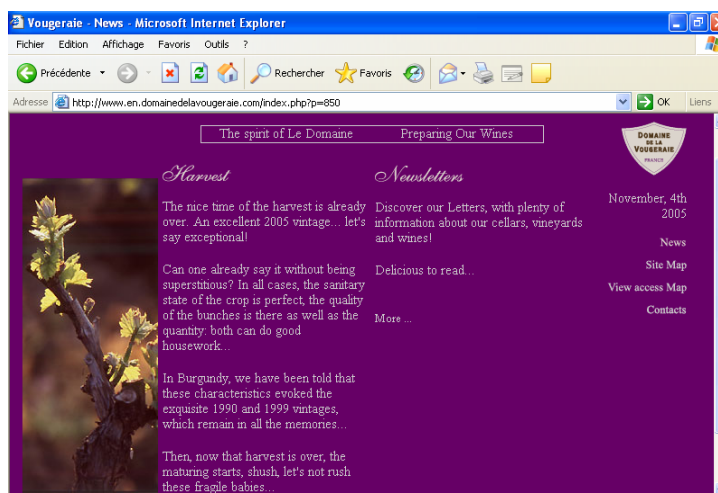 Vougeraie - News - Microsoft Internet Explorer
Fichier Edition Affichage Favoris Outils ?
Précédente Rechercher Favoris
Adresse http://www.en.domainedelavougeraie.com/index.php?p=850 OK Liens
The spirit of Le Domaine Preparing Our Wines
DOMAINE
DE LA
VOUGERAIE
FRANCE
Harvest
The nice time of the harvest is already
over. An excellent 2005 vintage... let's
say exceptional!
Can one already say it without being
superstitious? In all cases, the sanitary
state of the crop is perfect, the quality
of the bunches is there as well as the
quantity: both can do good
housework...
In Burgundy, we have been told that
these characteristics evoked the
exquisite 1990 and 1999 vintages,
which remain in all the memories...
Then, now that harvest is over, the
maturing starts, shush, let's not rush
these fragile babies...
Newsletters
Discover our Letters, with plenty of
information about our cellars, vineyards
and wines!
Delicious to read...
More ...
November, 4th
2005
News
Site Map
View access Map
Contacts